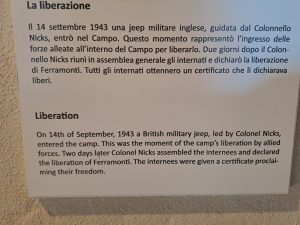 La liberazione
Il 14 settembre 1943 una jeep militare inglese, guidata dal Colonnello
Nicks, entrò nel Campo. Questo momento rappresentò l'ingresso delle
forze alleate all'interno del Campo per liberarlo. Due giorni dopo il Colon-
nello Nicks riunì in assemblea generale gli internati e dichiarò la liberazione
di Ferramonti. Tutti gli internati ottennero un certificato che li dichiarava
liberi.
Liberation
On 14th of September, 1943 a British military jeep, led by Colonel Nicks,
entered the camp. This was the moment of the camp's liberation by allied
forces. Two days later Colonel Nicks assembled the internees and declared
the liberation of Ferramonti. The internees were given a certificate proclai-
ming their freedom.